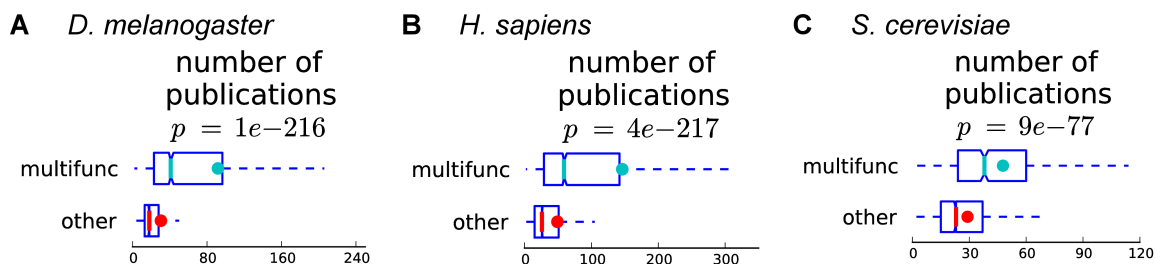 A D. melanogaster
number of
publications
p = 1e−216
multifunc
other
0 80 160 240
B H. sapiens
number of
publications
p = 4e−217
multifunc
other
0 100 200 300
C S. cerevisiae
number of
publications
p = 9e−77
multifunc
other
0 30 60 90 120